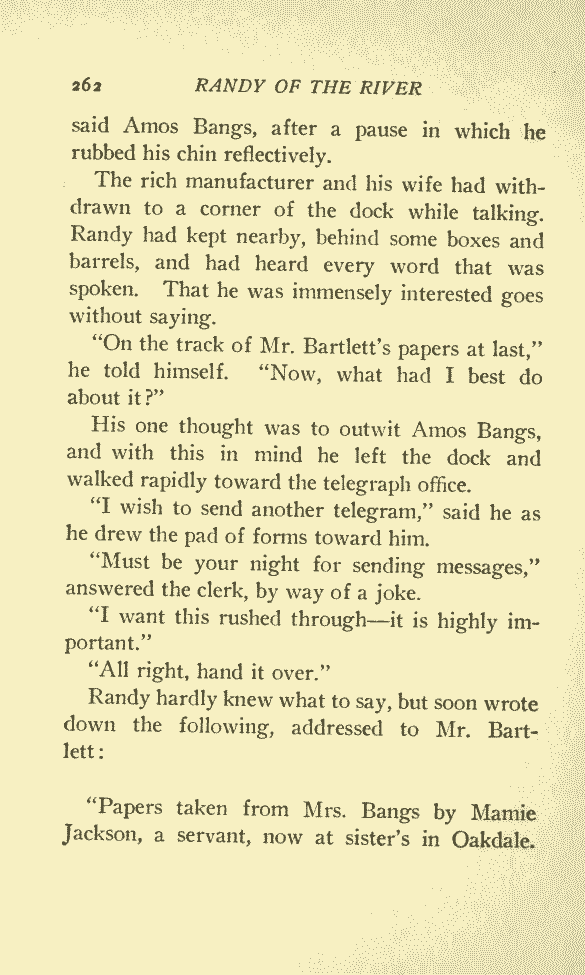 262 RANDY OF THE RIVER
said Amos Bangs, after a pause in which he
rubbed his chin reflectively.
The rich manufacturer and his wife had with-
drawn to a corner of the dock while talking.
Randy had kept nearby, behind some boxes and
barrels, and had heard every word that was
spoken. That he was immensely interested goes
without saying.
"On the track of Mr. Bartlett's papers at last,"
he told himself. "Now, what had I best do
about it?"
His one thought was to outwit Amos Bangs,
and with this in mind he left the dock and
walked rapidly toward the telegraph office.
"I wish to send another telegram," said he as
he drew the pad of forms toward him.
"Must be your night for sending messages,"
answered the clerk, by way of a joke.
"I want this rushed through—it is highly im-
portant."
"All right, hand it over."
Randy hardly knew what to say, but soon wrote
down the following, addressed to Mr. Bart-
lett:
"Papers taken from Mrs. Bangs by Mamie
Jackson, a servant, now at sister's in Oakdale.